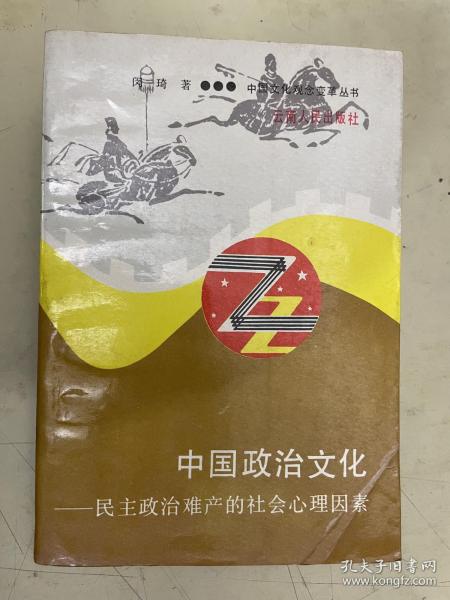 闵琦 著 ●●● 中国文化观念变革丛书
云南人民出版社
中国政治文化
——民主政治难产的社会心理因素
孔夫子旧书网
www.kongfz.com